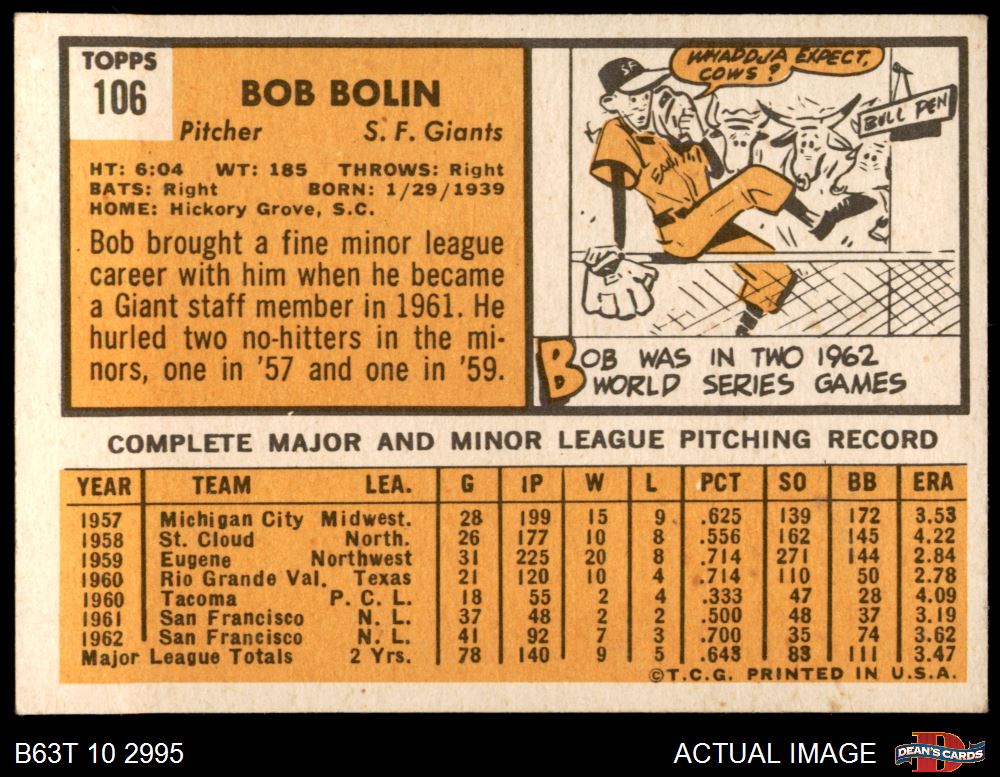 TOPPS
106
BOB BOLIN
Pitcher S. F. Giants
HT: 6:04 WT: 185 THROWS: Right
BATS: Right BORN: 1/29/1939
HOME: Hickory Grove, S.C.
Bob brought a fine minor league
career with him when he became
a Giant staff member in 1961. He
hurled two no-hitters in the mi-
nors, one in '57 and one in '59.
WHADDJA EXPECT,
COWS?
SF
BULL PEN
BOB WAS IN TWO 1962
WORLD SERIES GAMES
COMPLETE MAJOR AND MINOR LEAGUE PITCHING RECORD
YEAR TEAM LEA. G IP W L PCT SO BB ERA
1957 Michigan City Midwest. 28 199 15 9 .625 139 172 3.53
1958 St. Cloud North. 26 177 10 8 .556 162 145 4.22
1959 Eugene Northwest 31 225 20 8 .714 271 144 2.84
1960 Rio Grande Val. Texas 21 120 10 4 .714 110 50 2.78
1960 Tacoma P. C. L. 18 55 2 4 .333 47 28 4.09
1961 San Francisco N. L. 37 48 2 2 .500 48 37 3.19
1962 San Francisco N. L. 41 92 7 3 .700 35 74 3.62
Major League Totals 2 Yrs. 78 140 9 5 .643 83 111 3.47
©T.C.G. PRINTED IN U.S.A.
B63T 10 2995 ACTUAL IMAGE DEAN'S CARDS